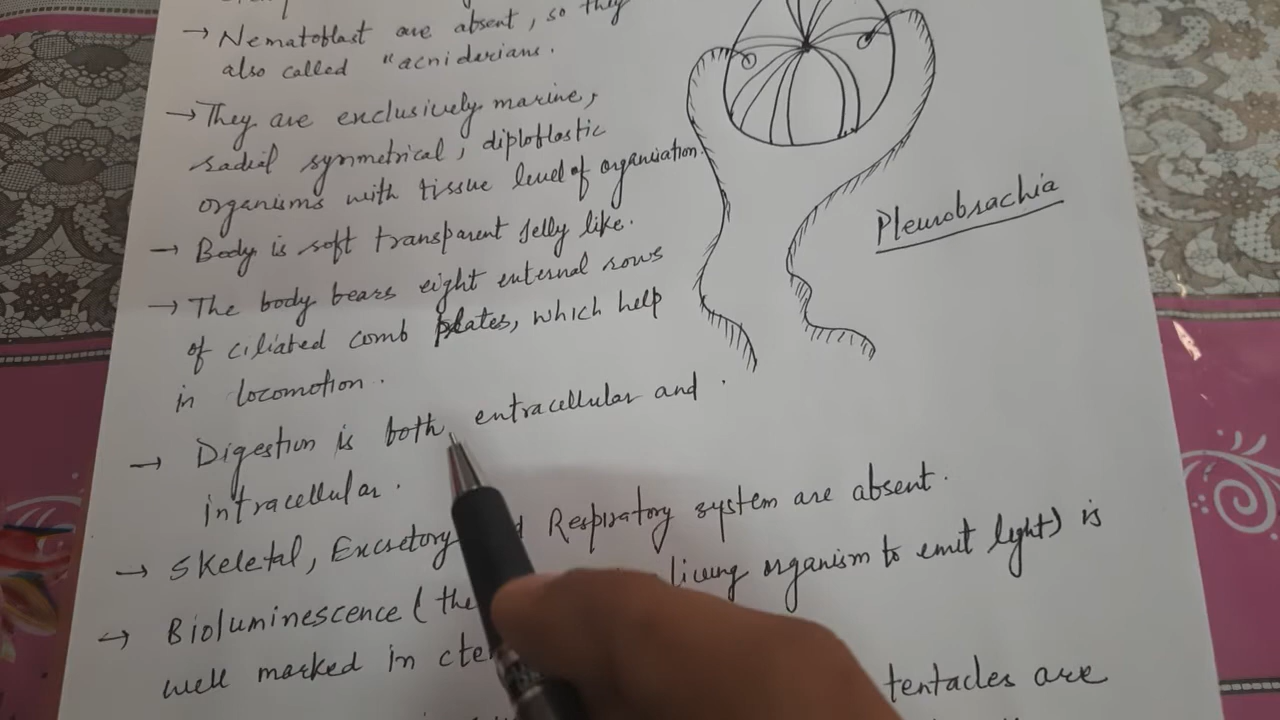 → Nematoblast are absent, so they
also called "acniderians.
→ They are exclusively marine,
radial symmetrical, diploblastic
organisms with tissue level of organisation.
→ Body is soft transparent Jelly like.
→ The body bears eight external rows
of ciliated comb plates, which help
in locomotion.
→ Digestion is both extracellular and
intracellular.
→ Skeletal, Excretory Respiratory system are absent.
→ Bioluminescence (the living organism to emit light) is
well marked in cte
tentacles are
Pleurobrachia